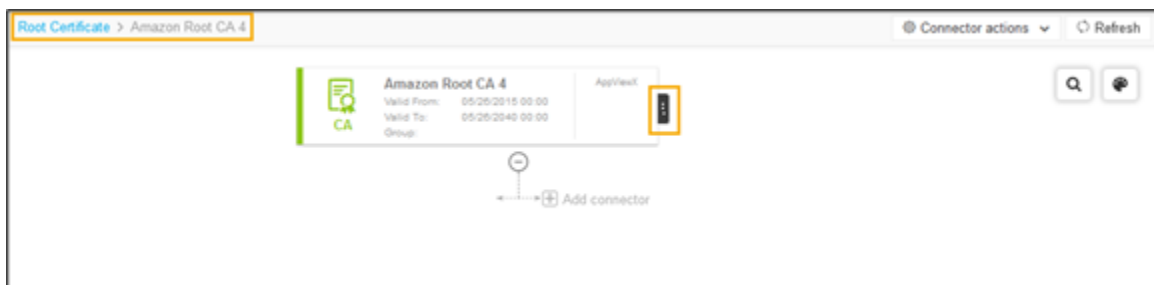 Root Certificate > Amazon Root CA 4
Connector actions
Refresh
Amazon Root CA 4
AppViewX
Valid From: 05/26/2015 00:00
Valid To: 05/26/2040 00:00
Group:
CA
Add connector